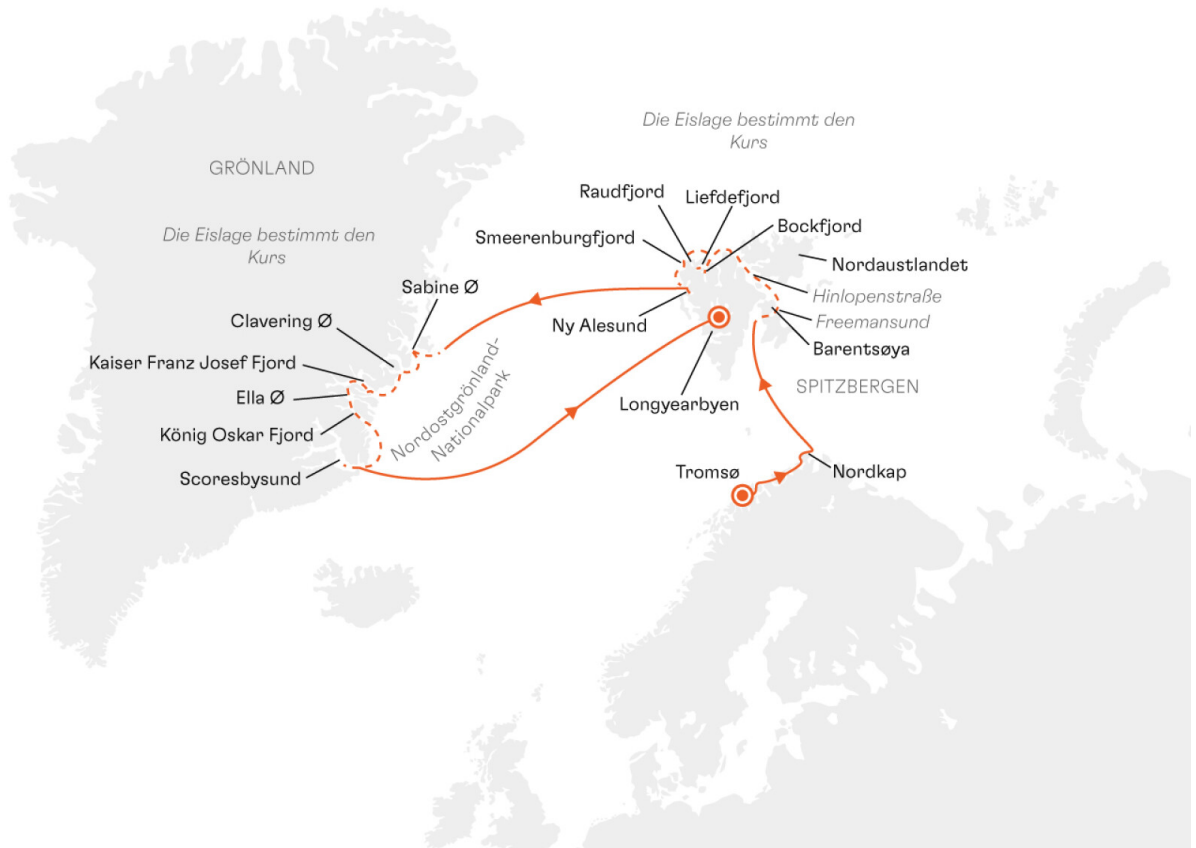 Die Eislage bestimmt den
Kurs
GRÖNLAND
Raudfjord
Liefdefjord
Bockfjord
Smeerenburgfjord
Die Eislage bestimmt den
Kurs
Nordaustlandet
Sabine Ø
Hinlopenstraße
Clavering Ø
Ny Alesund
Freemansund
Barentsøya
Kaiser Franz Josef Fjord
SPITZBERGEN
Ella Ø
Longyearbyen
Nordostgrönland-
Nationalpark
König Oskar Fjord
Scoresbysund
Tromsø
Nordkap